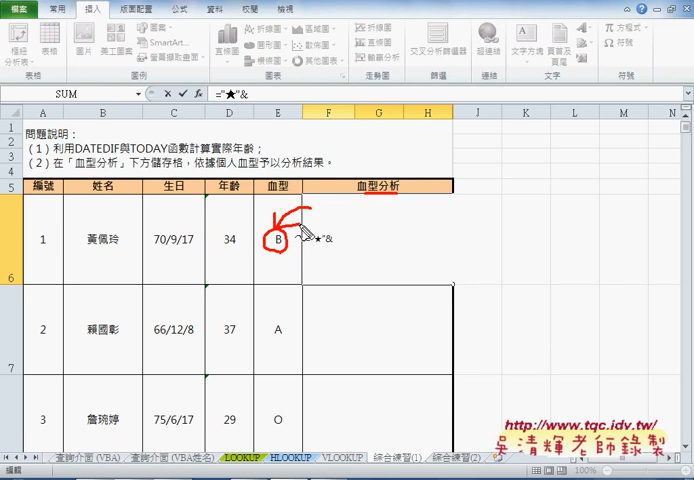 檔案 常用 插入 版面配置 公式 資料 校閱 增益集 檢視
樞紐分析表 表格 圖片 美工圖案 圖案 SmartArt... 螢幕擷取畫面 直條圖 折線圖 圓形圖 橫條圖 區域圖 散佈圖 其他圖表 折線圖 直條圖 輸贏分析 交叉分析篩選器 超連結 文字方塊 頁首及頁尾 方程式 符號
表格 圖例 圖表 走勢圖 篩選 連結 文字 符號
SUM ="★"&
A B C D E F G H I J K L M N
1 問題說明：
2 （1）利用DATEDIF與TODAY函數計算實際年齡；
3 （2）在「血型分析」下方儲存格，依據個人血型予以分析結果。
4
5 編號 姓名 生日 年齡 血型 血型分析
6 1 黃佩玲 70/9/17 34 B ★"&
7 2 賴國彰 66/12/8 37 A
3 詹琬婷 75/6/17 29 O
http://www.tqc.idv.tw/
吳清輝老師錄製
查詢介面 (VBA) 查詢介面 (VBA姓名) LOOKUP HLOOKUP VLOOKUP 綜合練習(1) 綜合練習(2)
編輯 100%